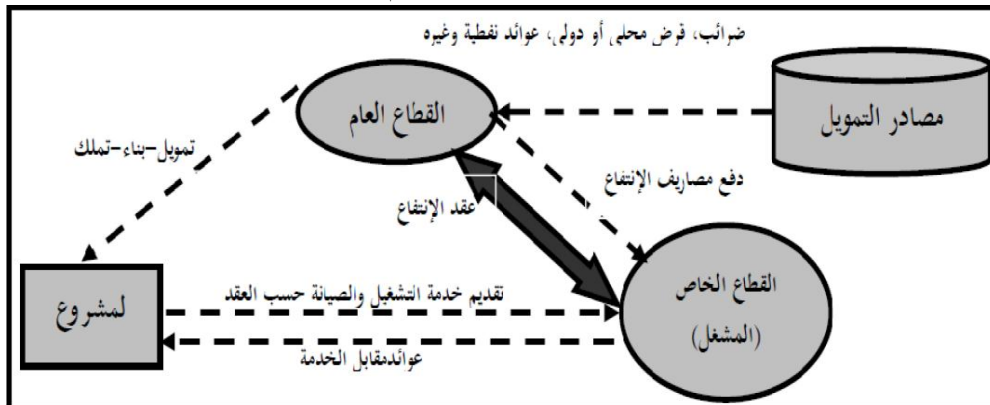 ضرائب، قرض محلي أو دولى، عوائد نفطية وغيره
مصادر التمويل
القطاع العام
تمويل-بناء-تملك
دفع مصاريف الإنتفاع
عقد الإنتفاع
القطاع الخاص
(المشغل)
لمشروع
تقديم خدمة التشغيل والصيانة حسب العقد
عوائدمقابل الخدمة